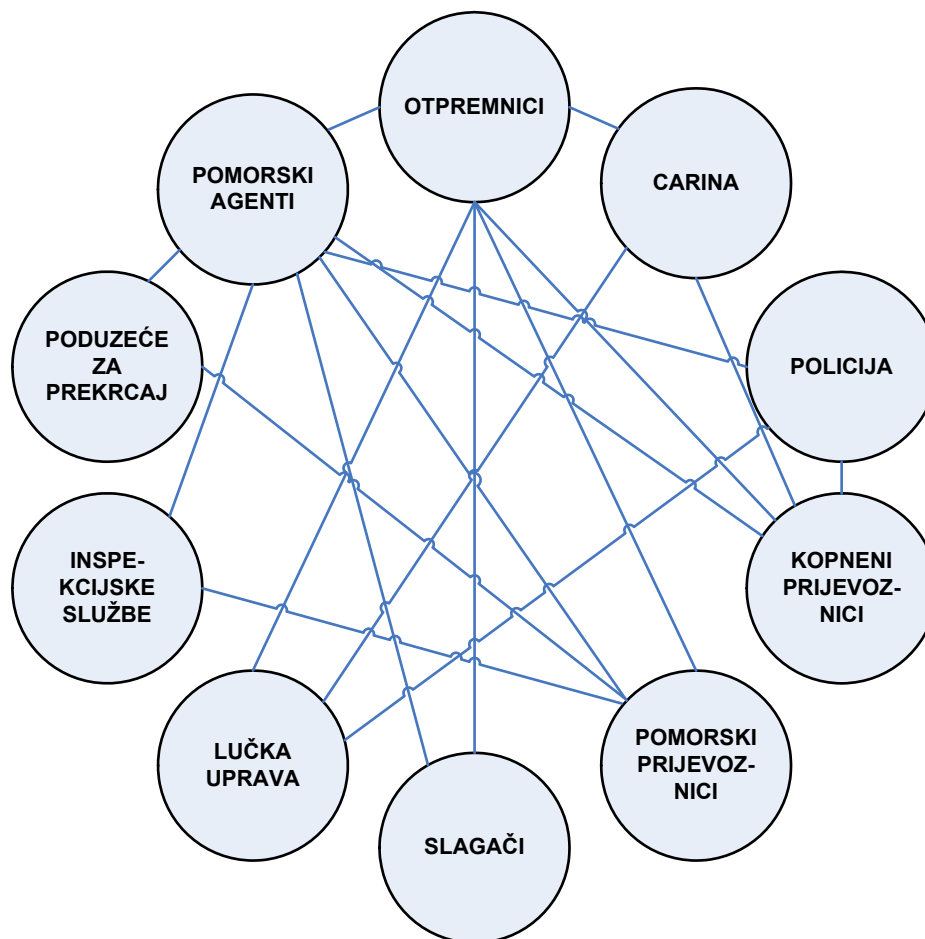 OTPREMNICI
POMORSKI
AGENTI
CARINA
PODUZEĆE
ZA
PREKRCAJ
POLICIJA
INSPE-
KCIJSKE
SLUŽBE
KOPNENI
PRIJEVOZ-
NICI
LUČKA
UPRAVA
POMORSKI
PRIJEVOZ-
NICI
SLAGAČI